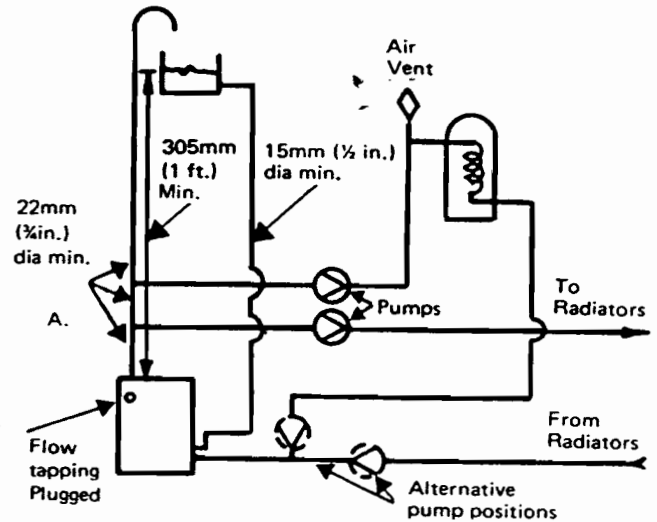 Air
Vent
305mm
(1 ft.)
Min.
15mm (½ in.)
dia min.
22mm
(¾in.)
dia min.
A.
Pumps
To
Radiators
From
Radiators
Flow
tapping
Plugged
Alternative
pump positions